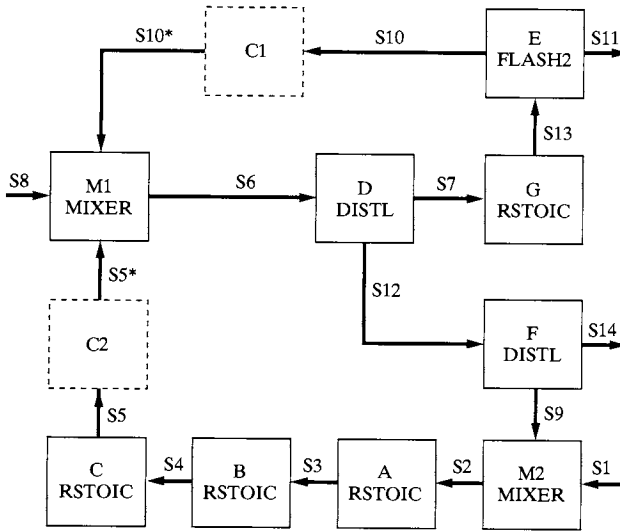 S10*
C1
S10
E
FLASH2
S11
S13
S8
M1
MIXER
S6
D
DISTL
S7
G
RSTOIC
S5*
S12
C2
F
DISTL
S14
S5
S9
C
RSTOIC
S4
B
RSTOIC
S3
A
RSTOIC
S2
M2
MIXER
S1